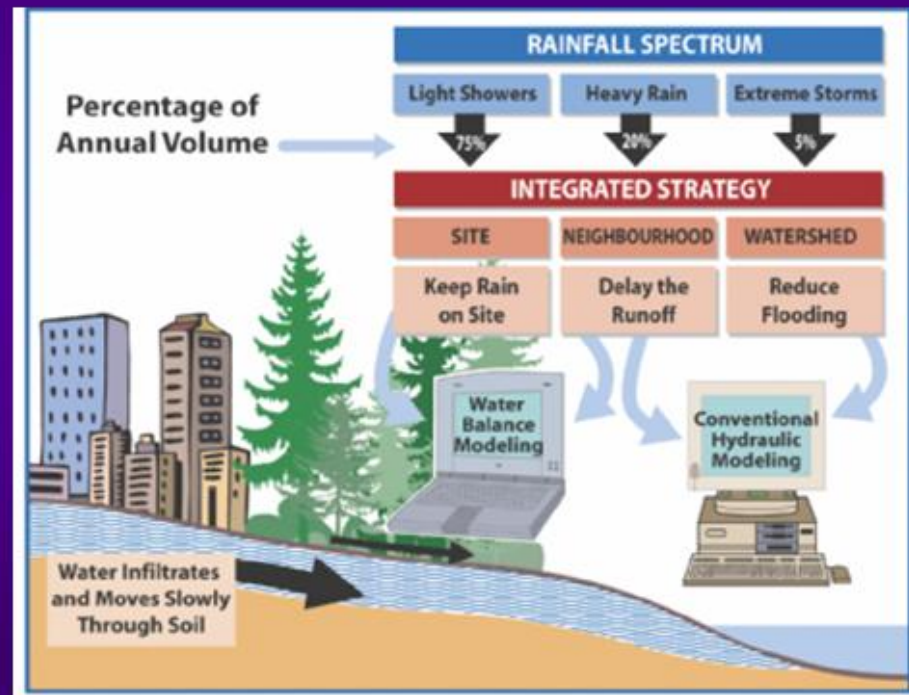 RAINFALL SPECTRUM
Percentage of
Annual Volume
Light Showers
Heavy Rain
Extreme Storms
75%
20%
5%
INTEGRATED STRATEGY
SITE
NEIGHBOURHOOD
WATERSHED
Keep Rain
on Site
Delay the
Runoff
Reduce
Flooding
Water
Balance
Modeling
Conventional
Hydraulic
Modeling
Water Infiltrates
and Moves Slowly
Through Soil